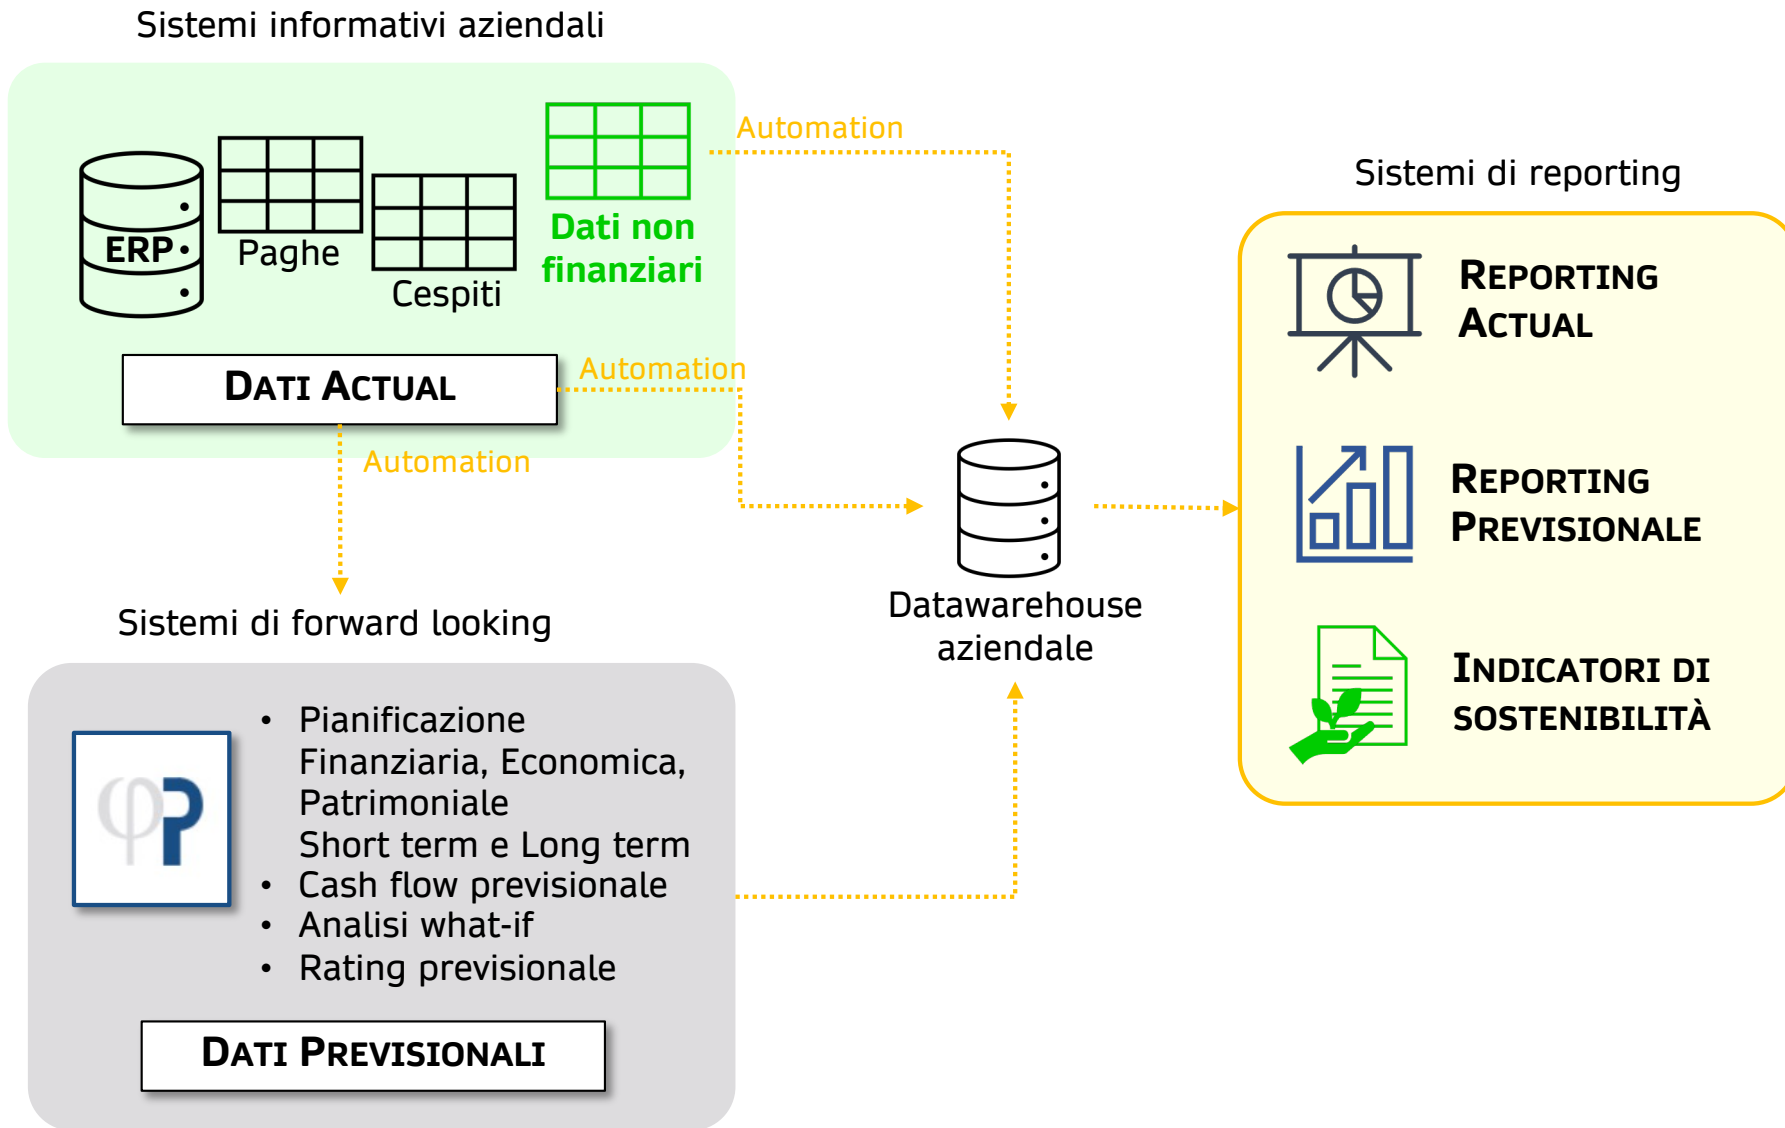 Sistemi informativi aziendali
ERP
Paghe
Cespiti
Dati non
finanziari
Automation
DATI ACTUAL
Automation
Automation
Sistemi di forward looking
φP
• Pianificazione
Finanziaria, Economica,
Patrimoniale
Short term e Long term
• Cash flow previsionale
• Analisi what-if
• Rating previsionale
DATI PREVISIONALI
Datawarehouse
aziendale
Sistemi di reporting
REPORTING
ACTUAL
REPORTING
PREVISIONALE
INDICATORI DI
SOSTENIBILITÀ